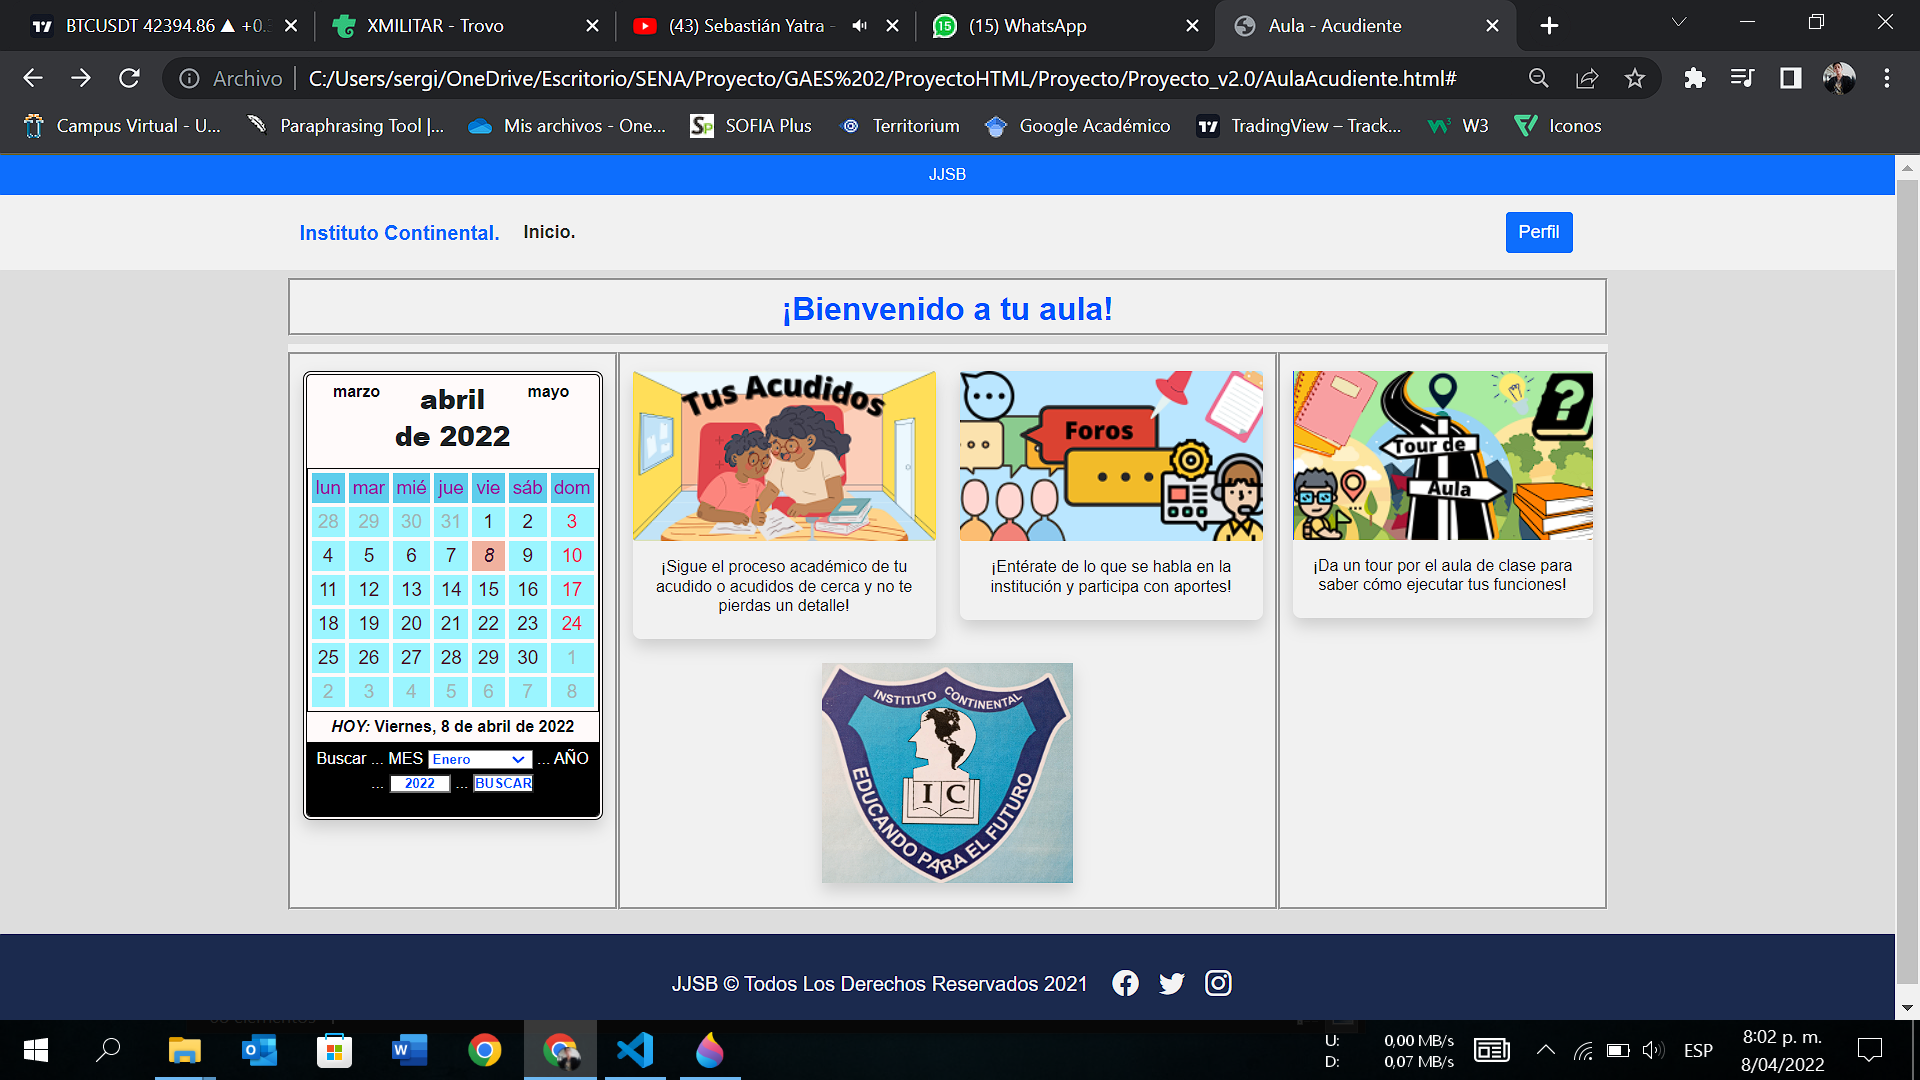 BTCUSDT 42394.86 ▲ +0.
XMILITAR - Trovo
(43) Sebastián Yatra -
(15) WhatsApp
Aula - Acudiente
Archivo
C:/Users/sergi/OneDrive/Escritorio/SENA/Proyecto/GAES%202/ProyectoHTML/Proyecto/Proyecto_v2.0/AulaAcudiente.html#
Campus Virtual - U...
Paraphrasing Tool |...
Mis archivos - One...
SOFIA Plus
Territorium
Google Académico
TradingView – Track...
W3
Iconos
JJSB
Instituto Continental.
Inicio.
Perfil
¡Bienvenido a tu aula!
marzo
abril
de 2022
mayo
lun mar mié jue vie sáb dom
28 29 30 31 1 2 3
4 5 6 7 8 9 10
11 12 13 14 15 16 17
18 19 20 21 22 23 24
25 26 27 28 29 30 1
2 3 4 5 6 7 8
HOY: Viernes, 8 de abril de 2022
Buscar ... MES Enero ... AÑO
... 2022 ... BUSCAR
Tus Acudidos
¡Sigue el proceso académico de tu
acudido o acudidos de cerca y no te
pierdas un detalle!
Foros
¡Entérate de lo que se habla en la
institución y participa con aportes!
INSTITUTO CONTINENTAL
I C
EDUCANDO PARA EL FUTURO
Tour de
Aula
¡Da un tour por el aula de clase para
saber cómo ejecutar tus funciones!
JJSB © Todos Los Derechos Reservados 2021
U: 0,00 MB/s
D: 0,07 MB/s
ESP
8:02 p. m.
8/04/2022